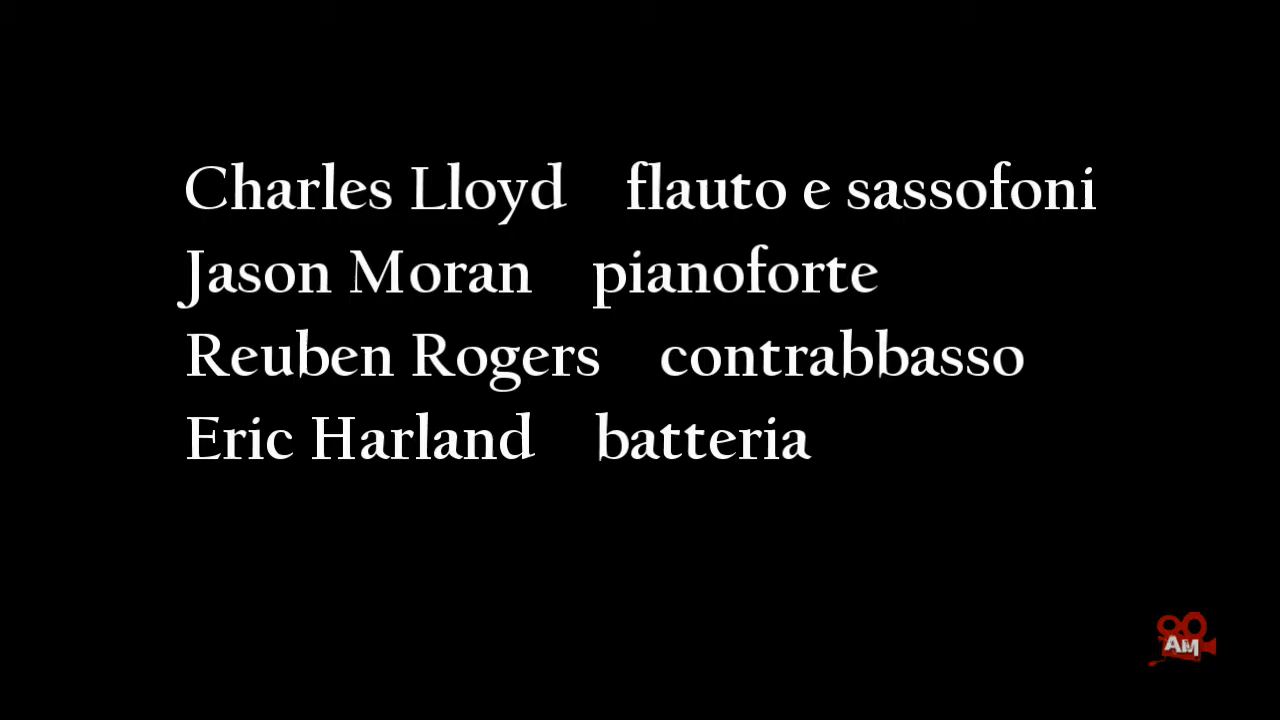 Charles Lloyd flauto e sassofoni
Jason Moran pianoforte
Reuben Rogers contrabbasso
Eric Harland batteria
AM